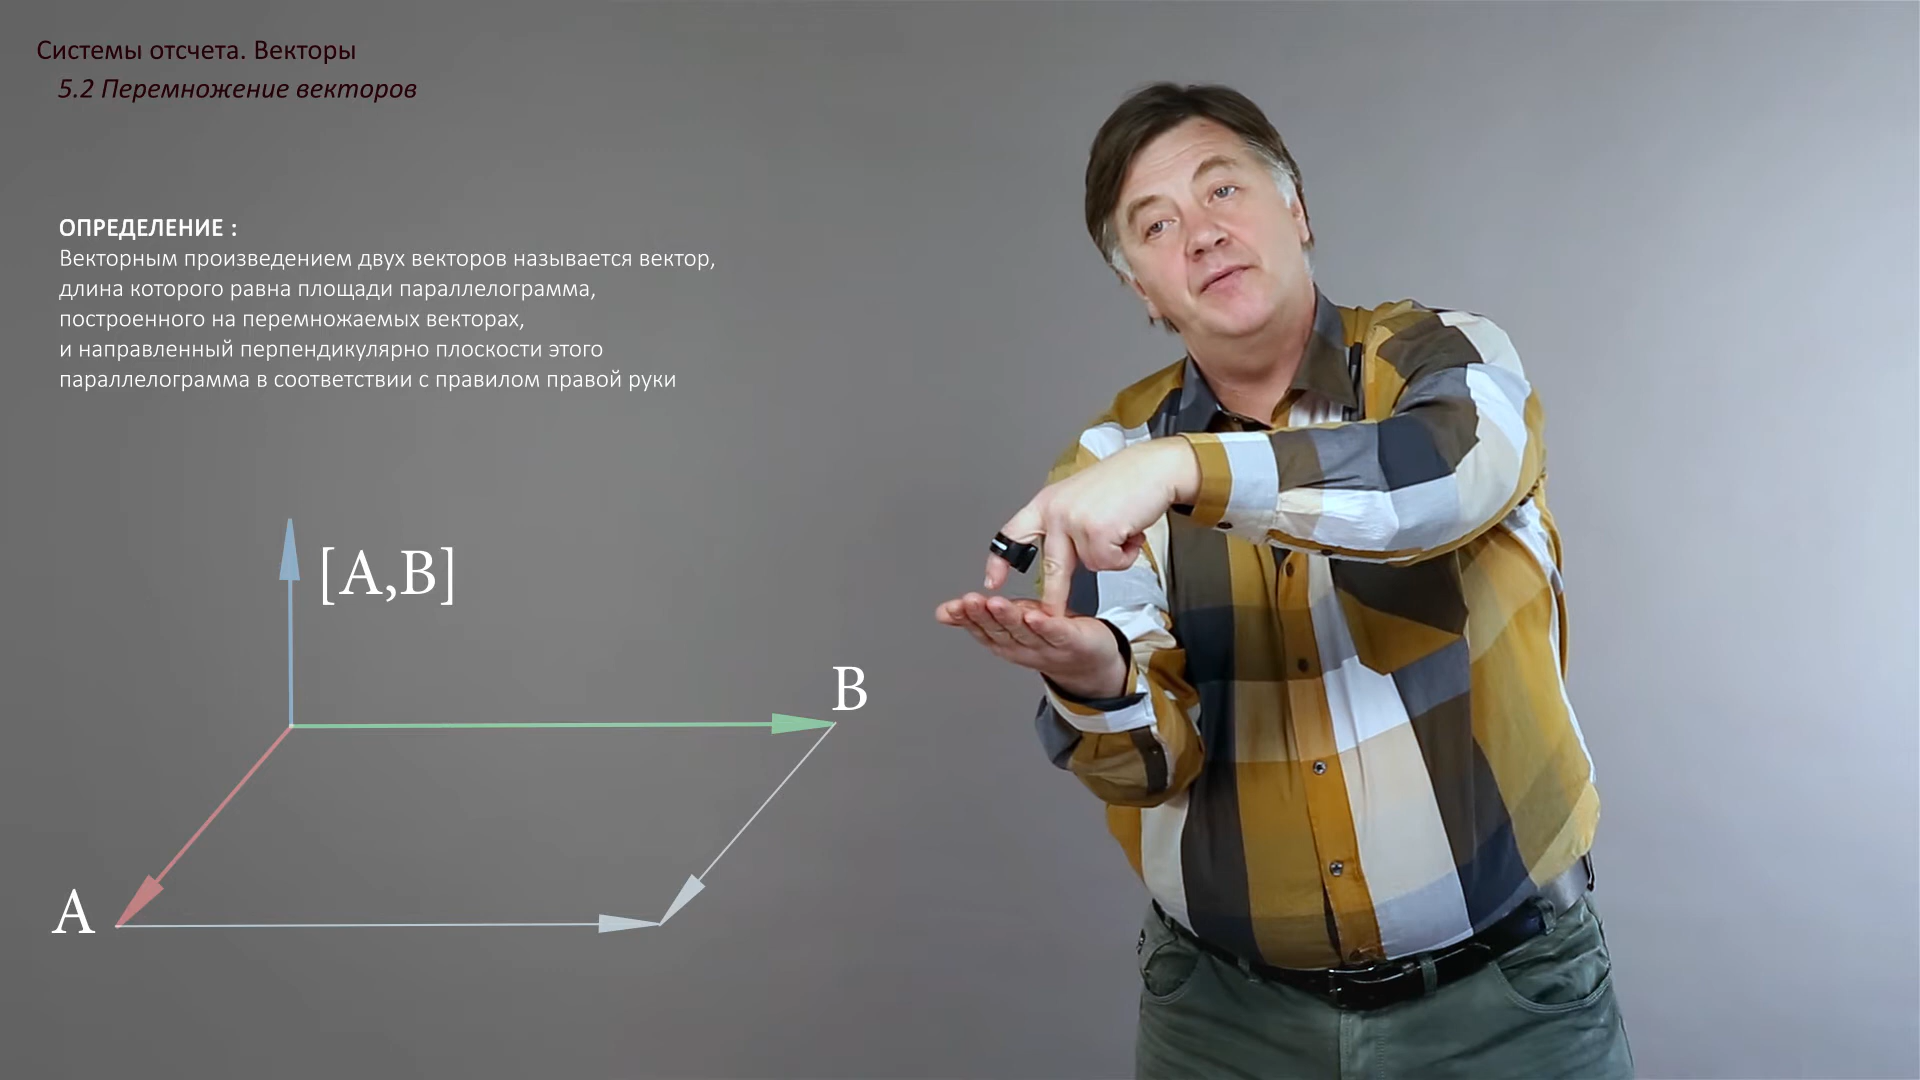 Системы отсчета. Векторы
5.2 Перемножение векторов
ОПРЕДЕЛЕНИЕ :
Векторным произведением двух векторов называется вектор,
длина которого равна площади параллелограмма,
построенного на перемножаемых векторах,
и направленный перпендикулярно плоскости этого
параллелограмма в соответствии с правилом правой руки
[A,B]
B
A